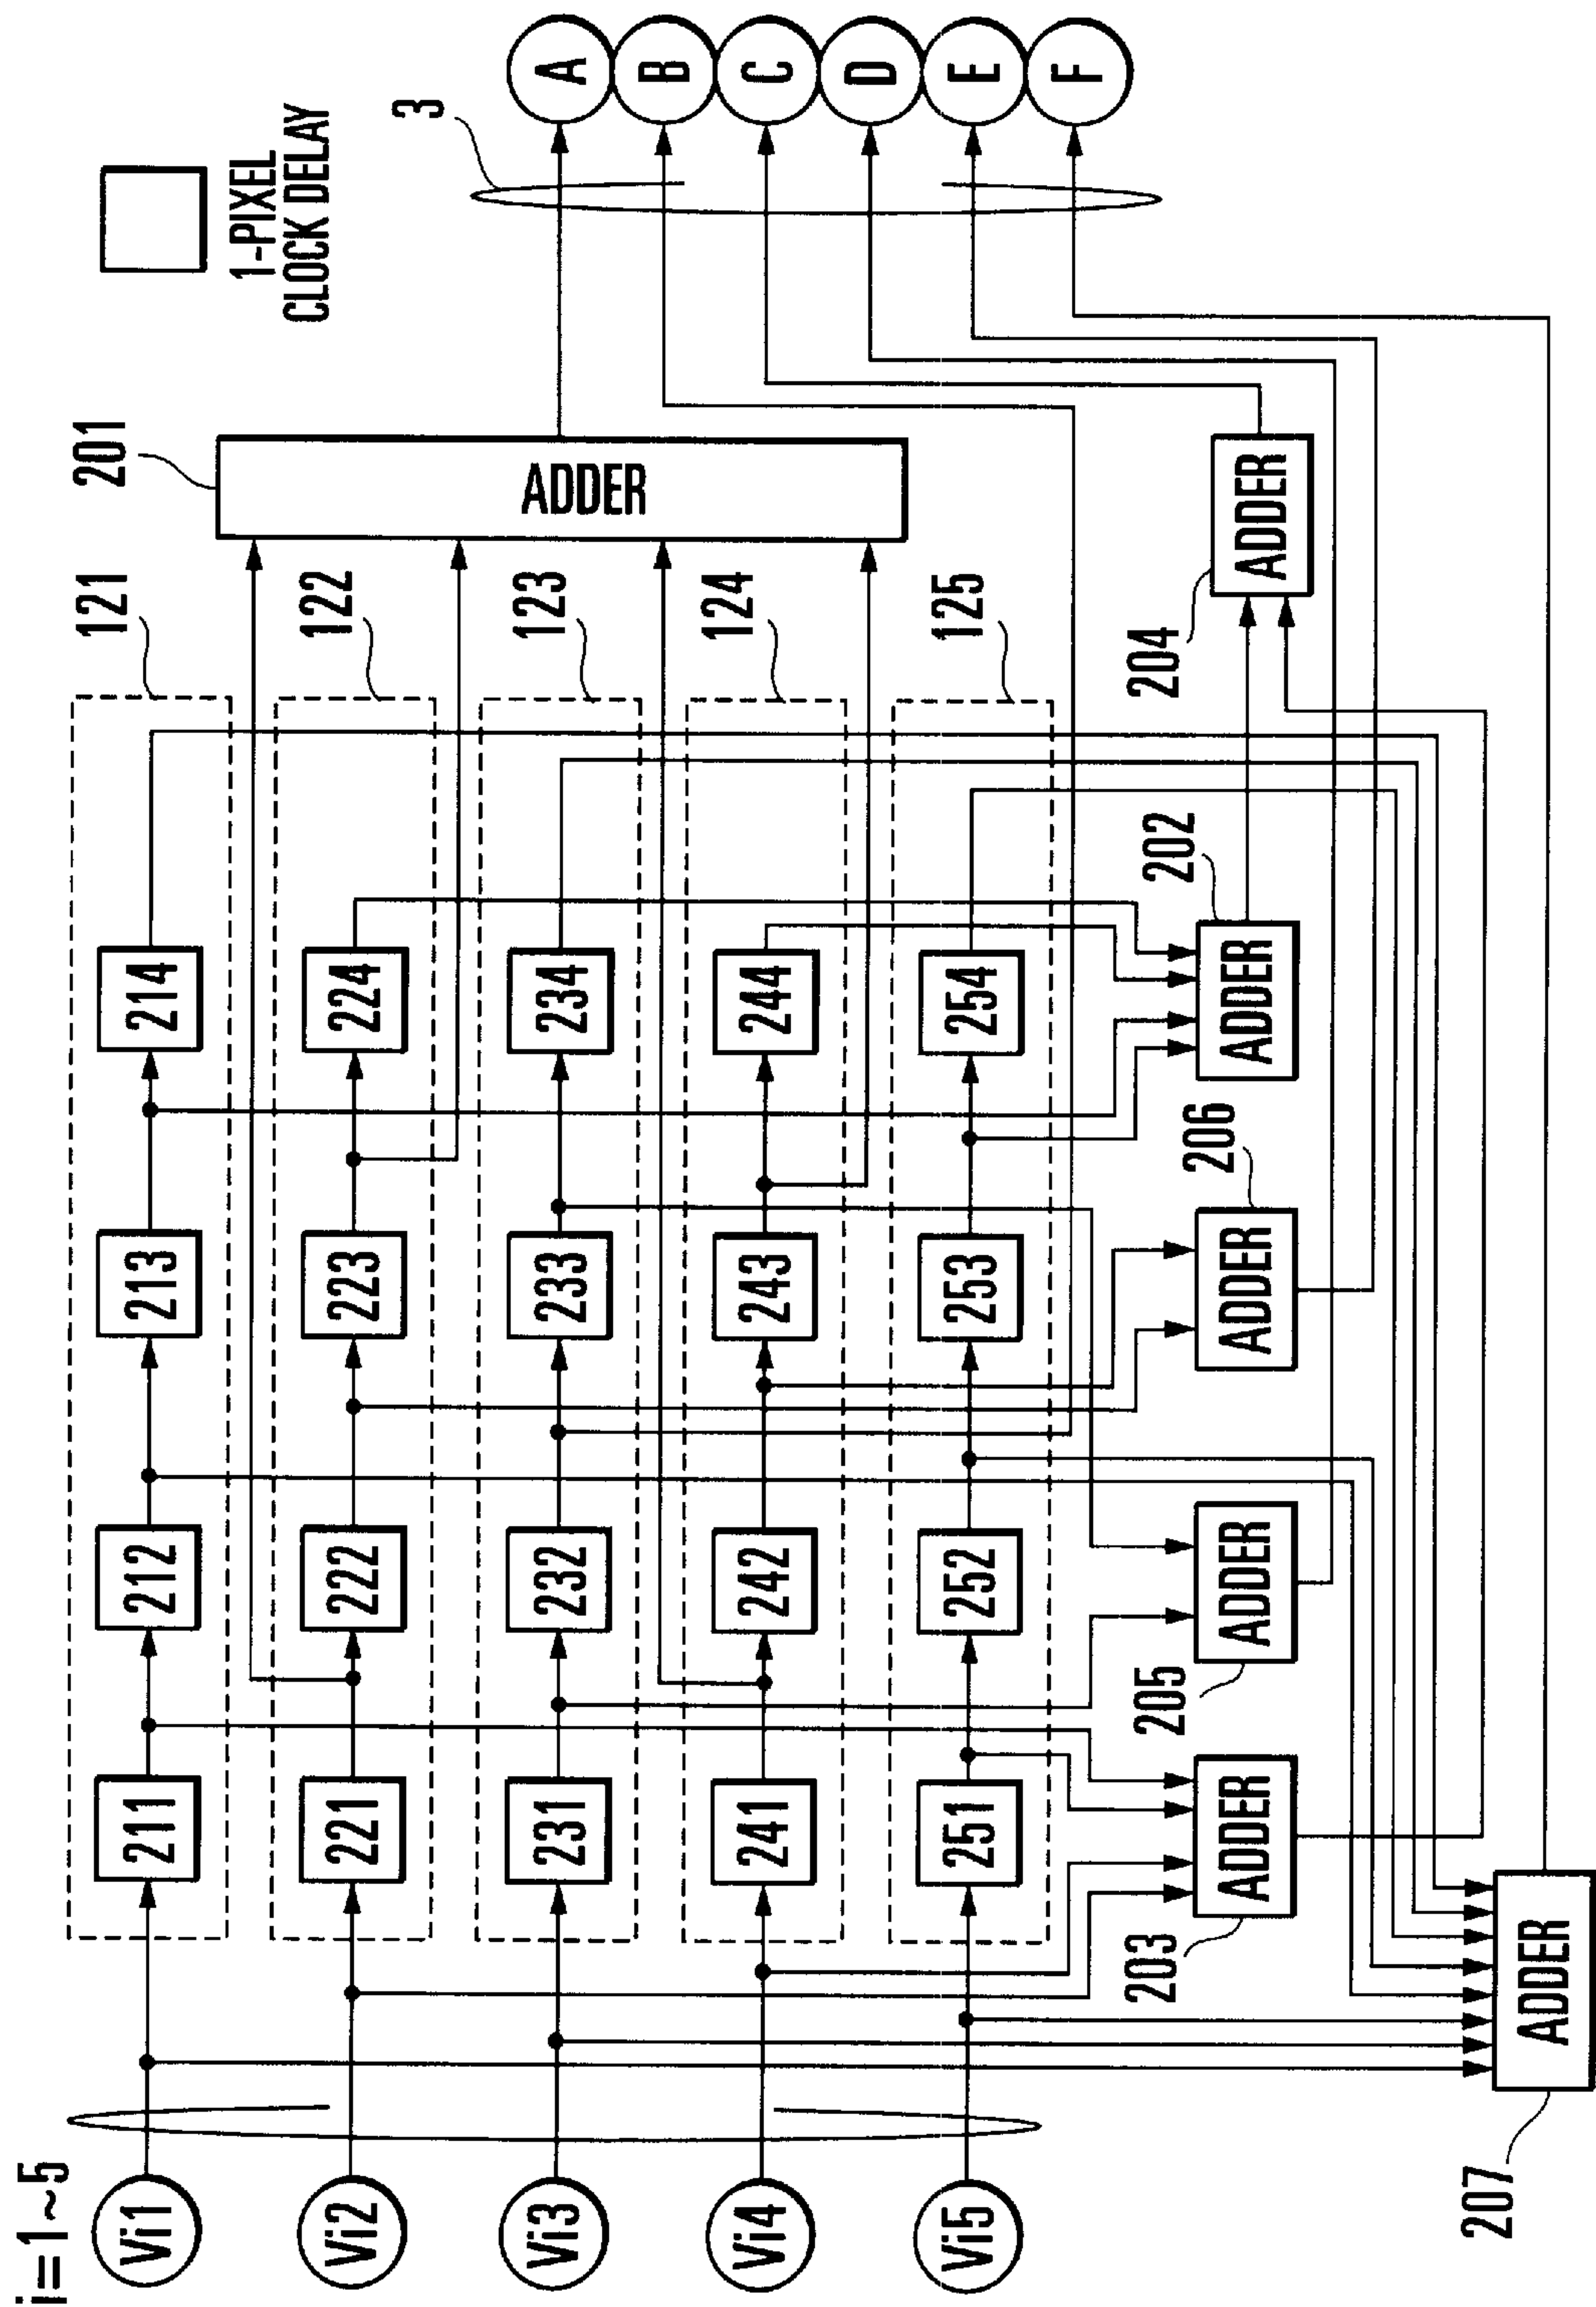 i=1~5
Vi1
Vi2
Vi3
Vi4
Vi5
211
212
213
214
121
221
222
223
224
122
231
232
233
234
123
241
242
243
244
124
251
252
253
254
125
201
ADDER
1-PIXEL
CLOCK DELAY
3
A
B
C
D
E
F
203
ADDER
205
ADDER
206
ADDER
202
ADDER
204
ADDER
207
ADDER